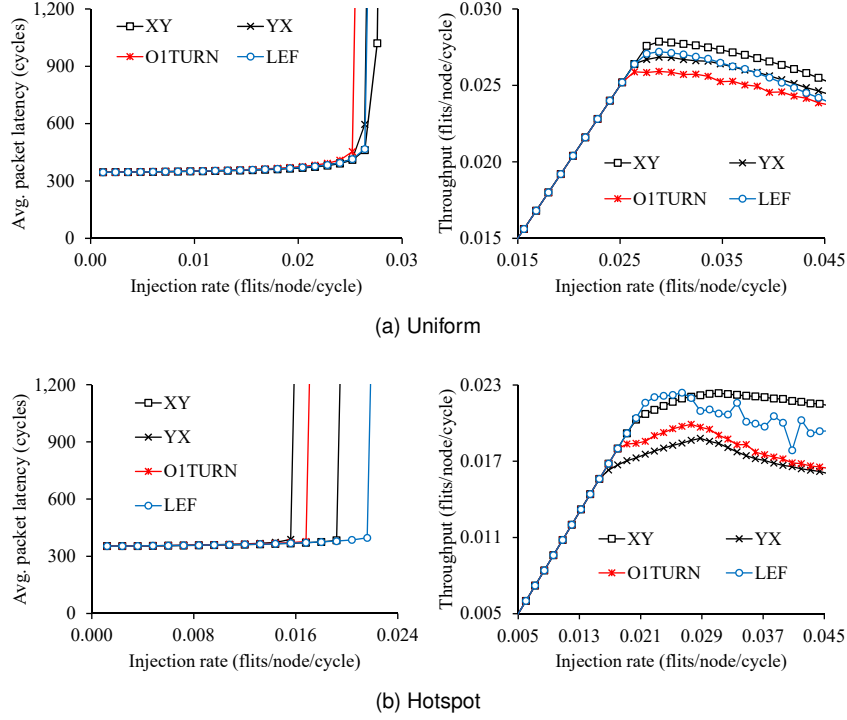 1,200
900
600
300
0
0.00 0.01 0.02 0.03
Avg. packet latency (cycles)
Injection rate (flits/node/cycle)
XY YX
O1TURN LEF
0.030
0.025
0.020
0.015
0.015 0.025 0.035 0.045
Throughput (flits/node/cycle)
Injection rate (flits/node/cycle)
XY YX
O1TURN LEF
(a) Uniform
1,200
900
600
300
0
0.000 0.008 0.016 0.024
Avg. packet latency (cycles)
Injection rate (flits/node/cycle)
XY
YX
O1TURN
LEF
0.023
0.017
0.011
0.005
0.005 0.013 0.021 0.029 0.037 0.045
Throughput (flits/node/cycle)
Injection rate (flits/node/cycle)
XY YX
O1TURN LEF
(b) Hotspot